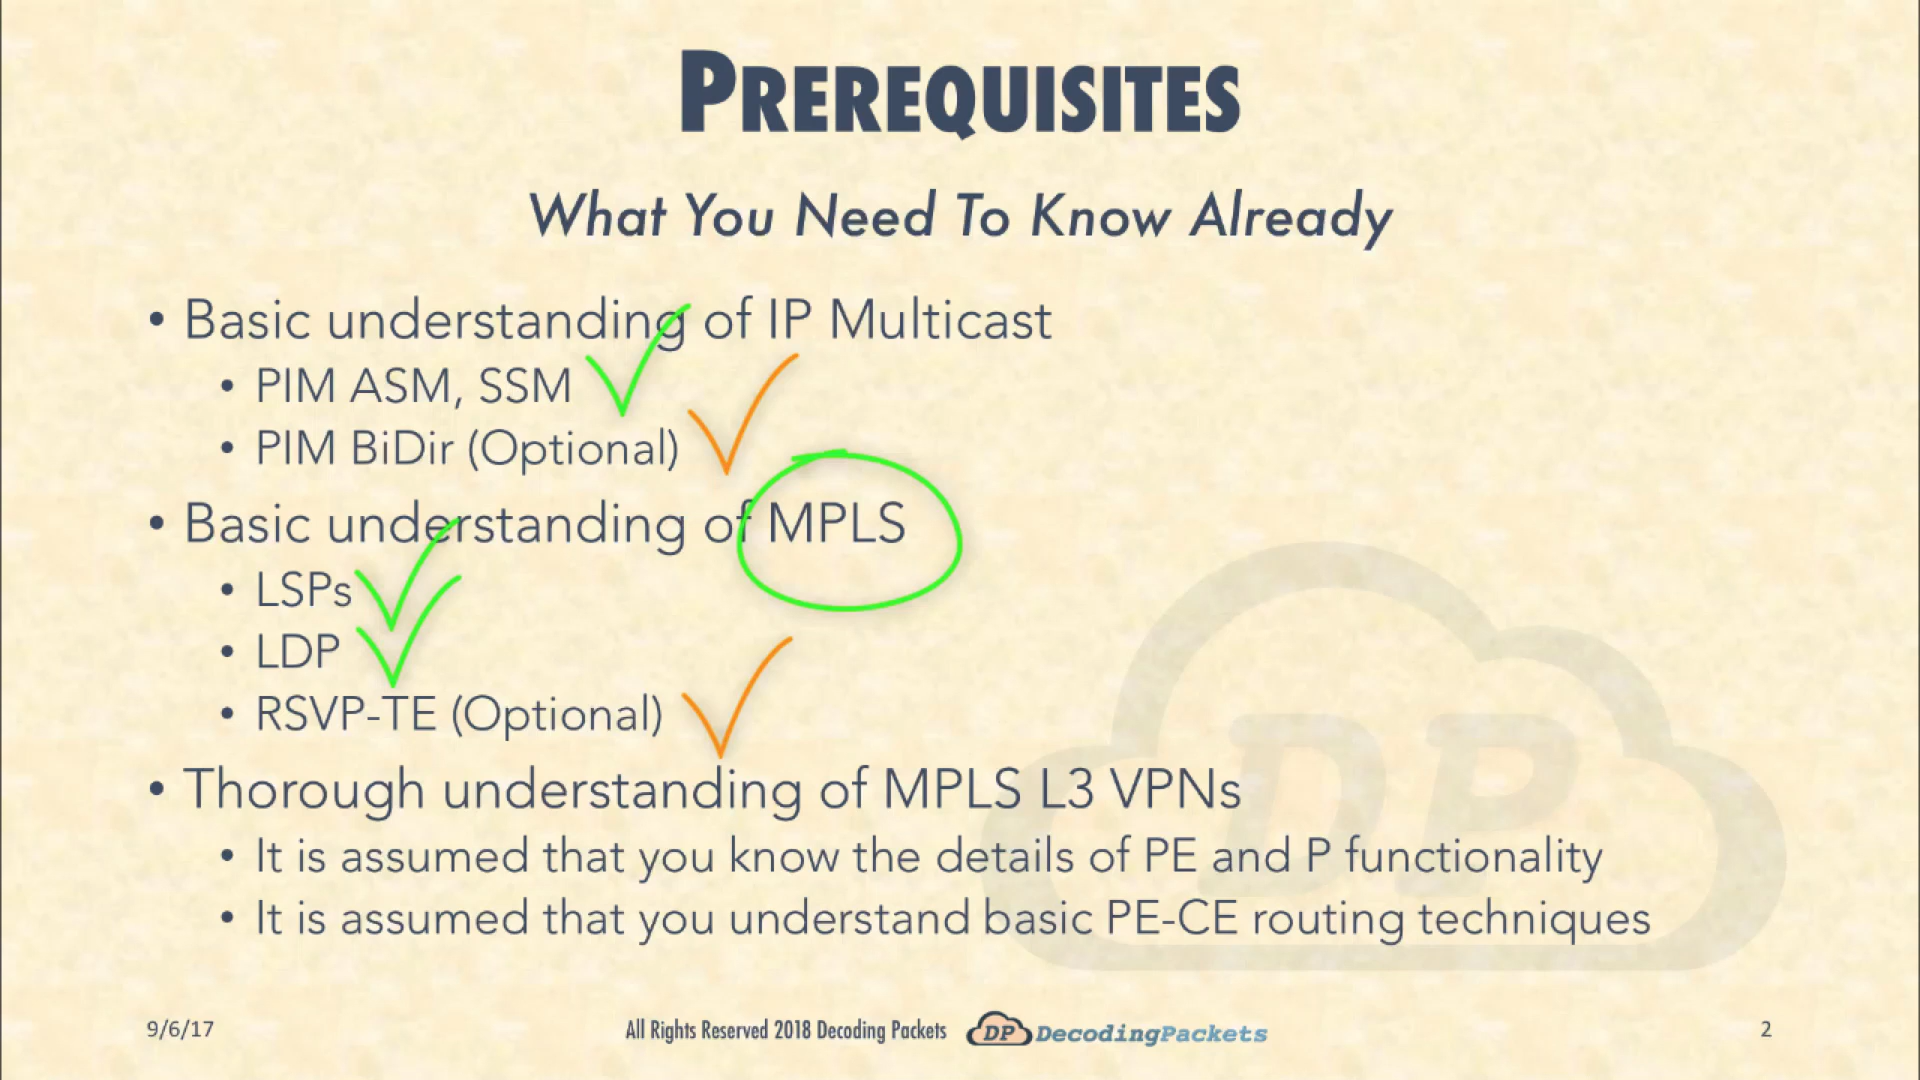 PREREQUISITES
What You Need To Know Already
• Basic understanding of IP Multicast
• PIM ASM, SSM
• PIM BiDir (Optional)
• Basic understanding of MPLS
• LSPs
• LDP
• RSVP-TE (Optional)
• Thorough understanding of MPLS L3 VPNs
• It is assumed that you know the details of PE and P functionality
• It is assumed that you understand basic PE-CE routing techniques
DP
9/6/17
All Rights Reserved 2018 Decoding Packets
DP DecodingPackets
2